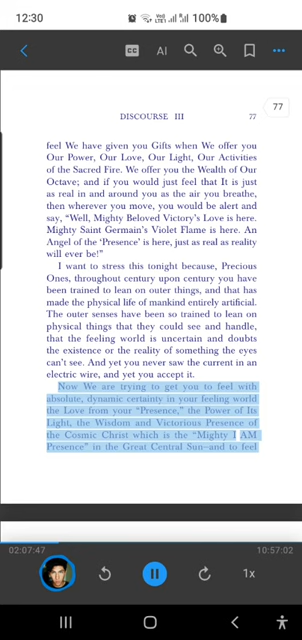 12:30
VoD LTE1 100%
CC AI
77
DISCOURSE III 77
feel We have given you Gifts when We offer you
Our Power, Our Love, Our Light, Our Activities
of the Sacred Fire. We offer you the Wealth of Our
Octave; and if you would just feel that It is just
as real in and around you as the air you breathe,
then wherever you move, you would be alert and
say, “Well, Mighty Beloved Victory’s Love is here.
Mighty Saint Germain’s Violet Flame is here. An
Angel of the ‘Presence’ is here, just as real as reality
will ever be!”
I want to stress this tonight because, Precious
Ones, throughout century upon century you have
been trained to lean on outer things, and that has
made the physical life of mankind entirely artificial.
The outer senses have been so trained to lean on
physical things that they could see and handle,
that the feeling world is uncertain and doubts
the existence or the reality of something the eyes
can’t see. And yet you never saw the current in an
electric wire, and yet you accept it.
Now We are trying to get you to feel with
absolute, dynamic certainty in your feeling world
the Love from your “Presence,” the Power of Its
Light, the Wisdom and Victorious Presence of
the Cosmic Christ which is the “Mighty I AM
Presence” in the Great Central Sun—and to feel
02:07:47 10:57:02
1x